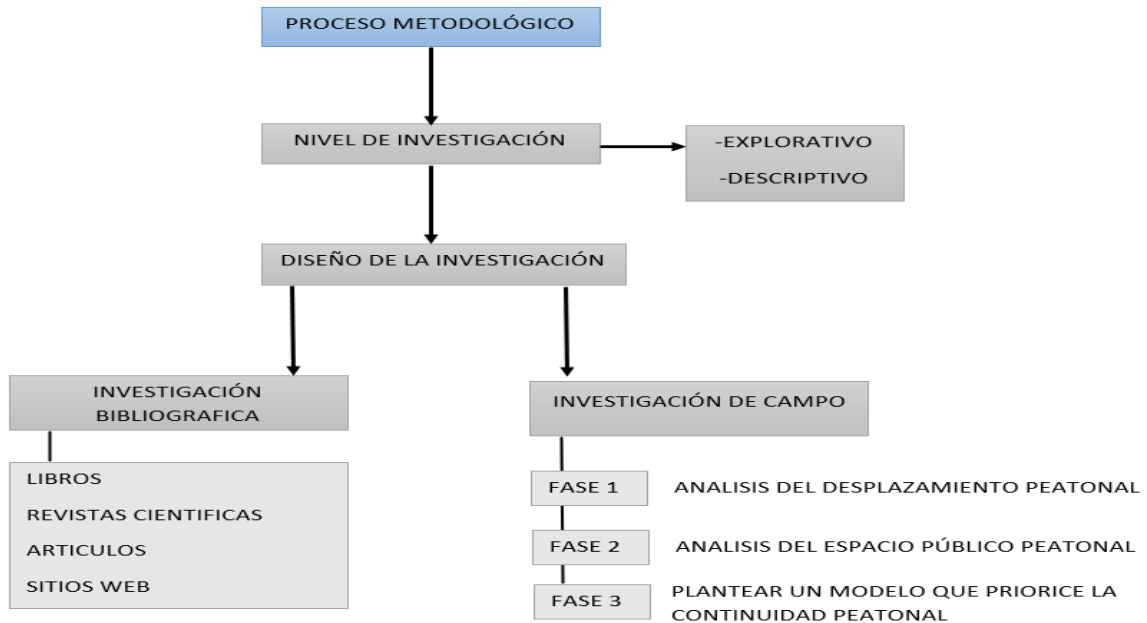 PROCESO METODOLÓGICO
NIVEL DE INVESTIGACIÓN
-EXPLORATIVO
-DESCRIPTIVO
DISEÑO DE LA INVESTIGACIÓN
INVESTIGACIÓN
BIBLIOGRAFICA
LIBROS
REVISTAS CIENTIFICAS
ARTICULOS
SITIOS WEB
INVESTIGACIÓN DE CAMPO
FASE 1 ANALISIS DEL DESPLAZAMIENTO PEATONAL
FASE 2 ANALISIS DEL ESPACIO PÚBLICO PEATONAL
FASE 3 PLANTEAR UN MODELO QUE PRIORICE LA
CONTINUIDAD PEATONAL